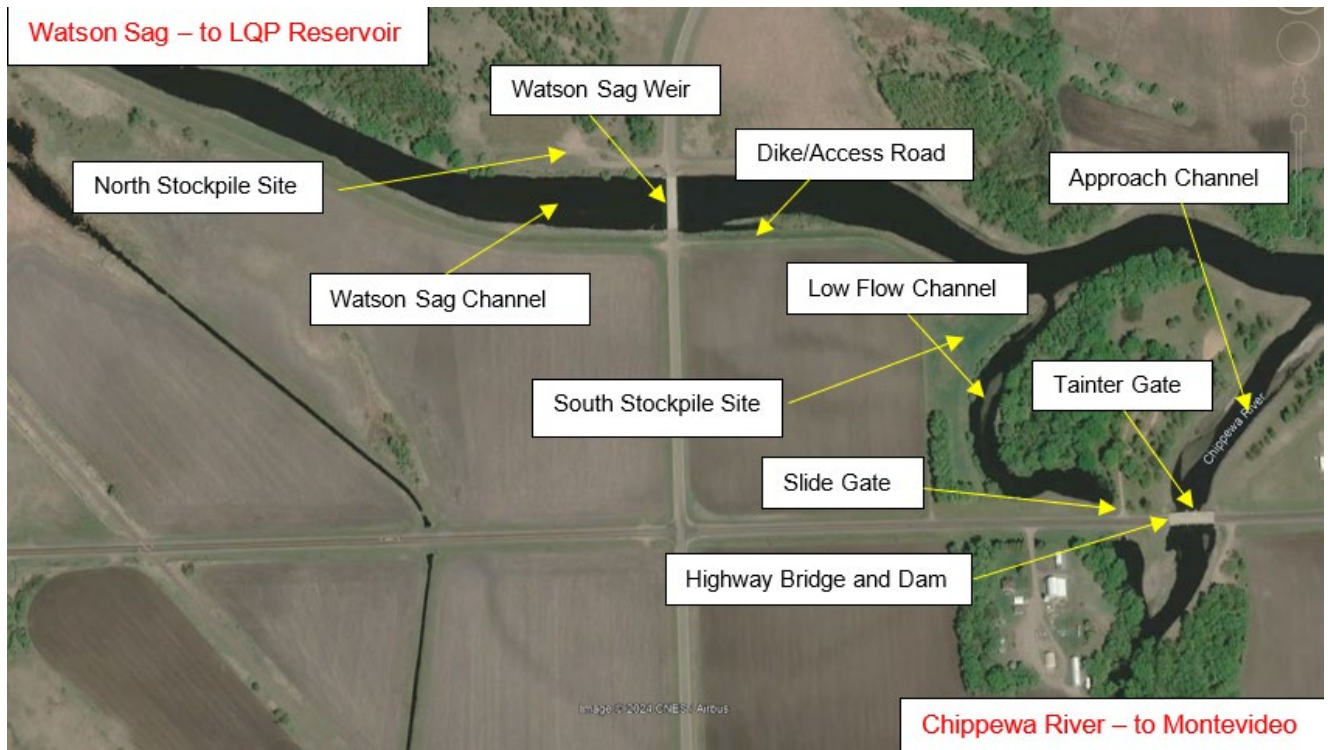 Watson Sag – to LQP Reservoir
Watson Sag Weir
Dike/Access Road
North Stockpile Site
Approach Channel
Watson Sag Channel
Low Flow Channel
South Stockpile Site
Tainter Gate
Chippewa River
Slide Gate
Highway Bridge and Dam
Image © 2024 CNES / Airbus
Chippewa River – to Montevideo